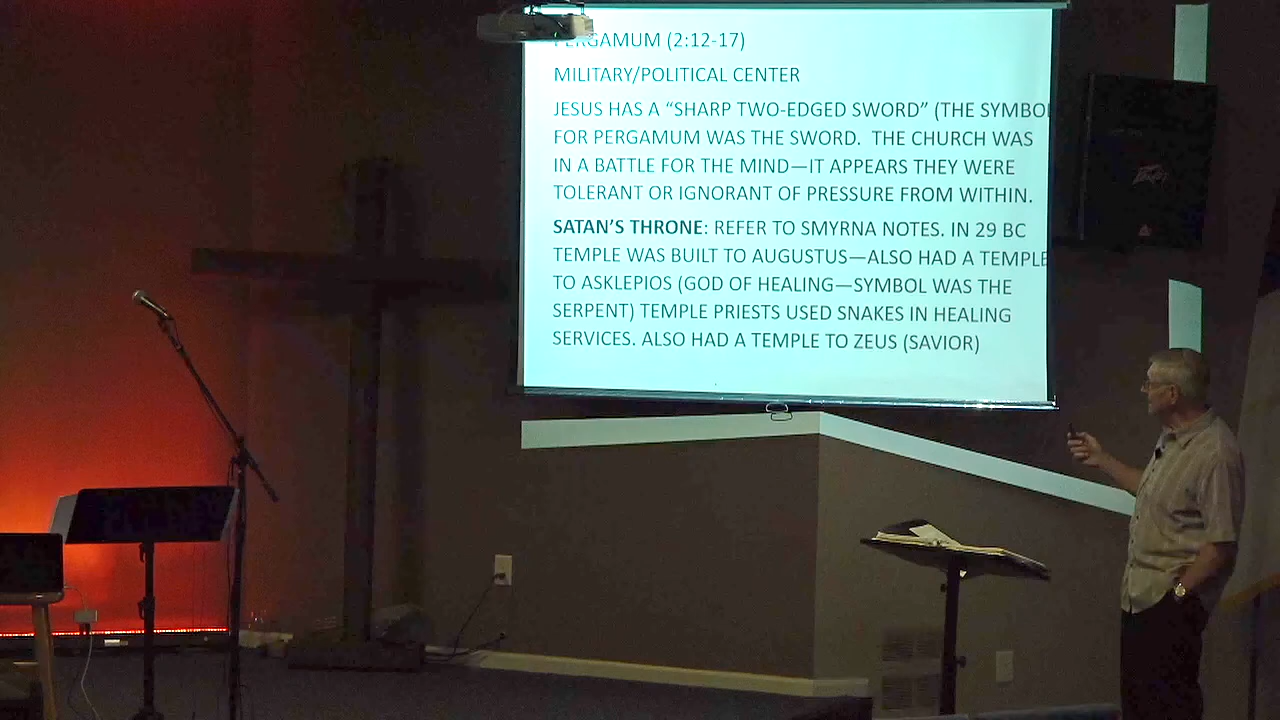 PERGAMUM (2:12-17)
MILITARY/POLITICAL CENTER
JESUS HAS A “SHARP TWO-EDGED SWORD” (THE SYMBOL
FOR PERGAMUM WAS THE SWORD. THE CHURCH WAS
IN A BATTLE FOR THE MIND—IT APPEARS THEY WERE
TOLERANT OR IGNORANT OF PRESSURE FROM WITHIN.
SATAN’S THRONE: REFER TO SMYRNA NOTES. IN 29 BC
TEMPLE WAS BUILT TO AUGUSTUS—ALSO HAD A TEMPLE
TO ASKLEPIOS (GOD OF HEALING—SYMBOL WAS THE
SERPENT) TEMPLE PRIESTS USED SNAKES IN HEALING
SERVICES. ALSO HAD A TEMPLE TO ZEUS (SAVIOR)
PEAVEY